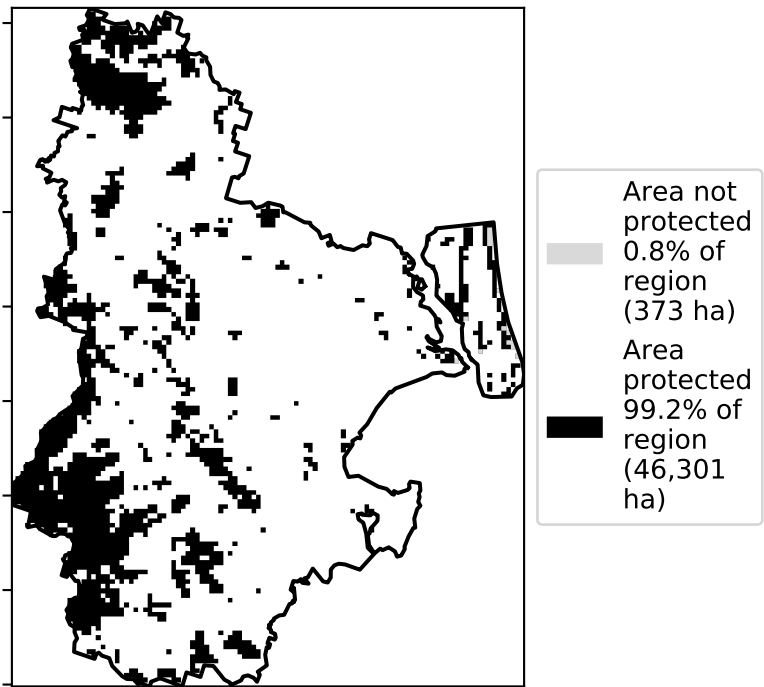 Area not
protected
0.8% of
region
(373 ha)
Area
protected
99.2% of
region
(46,301
ha)